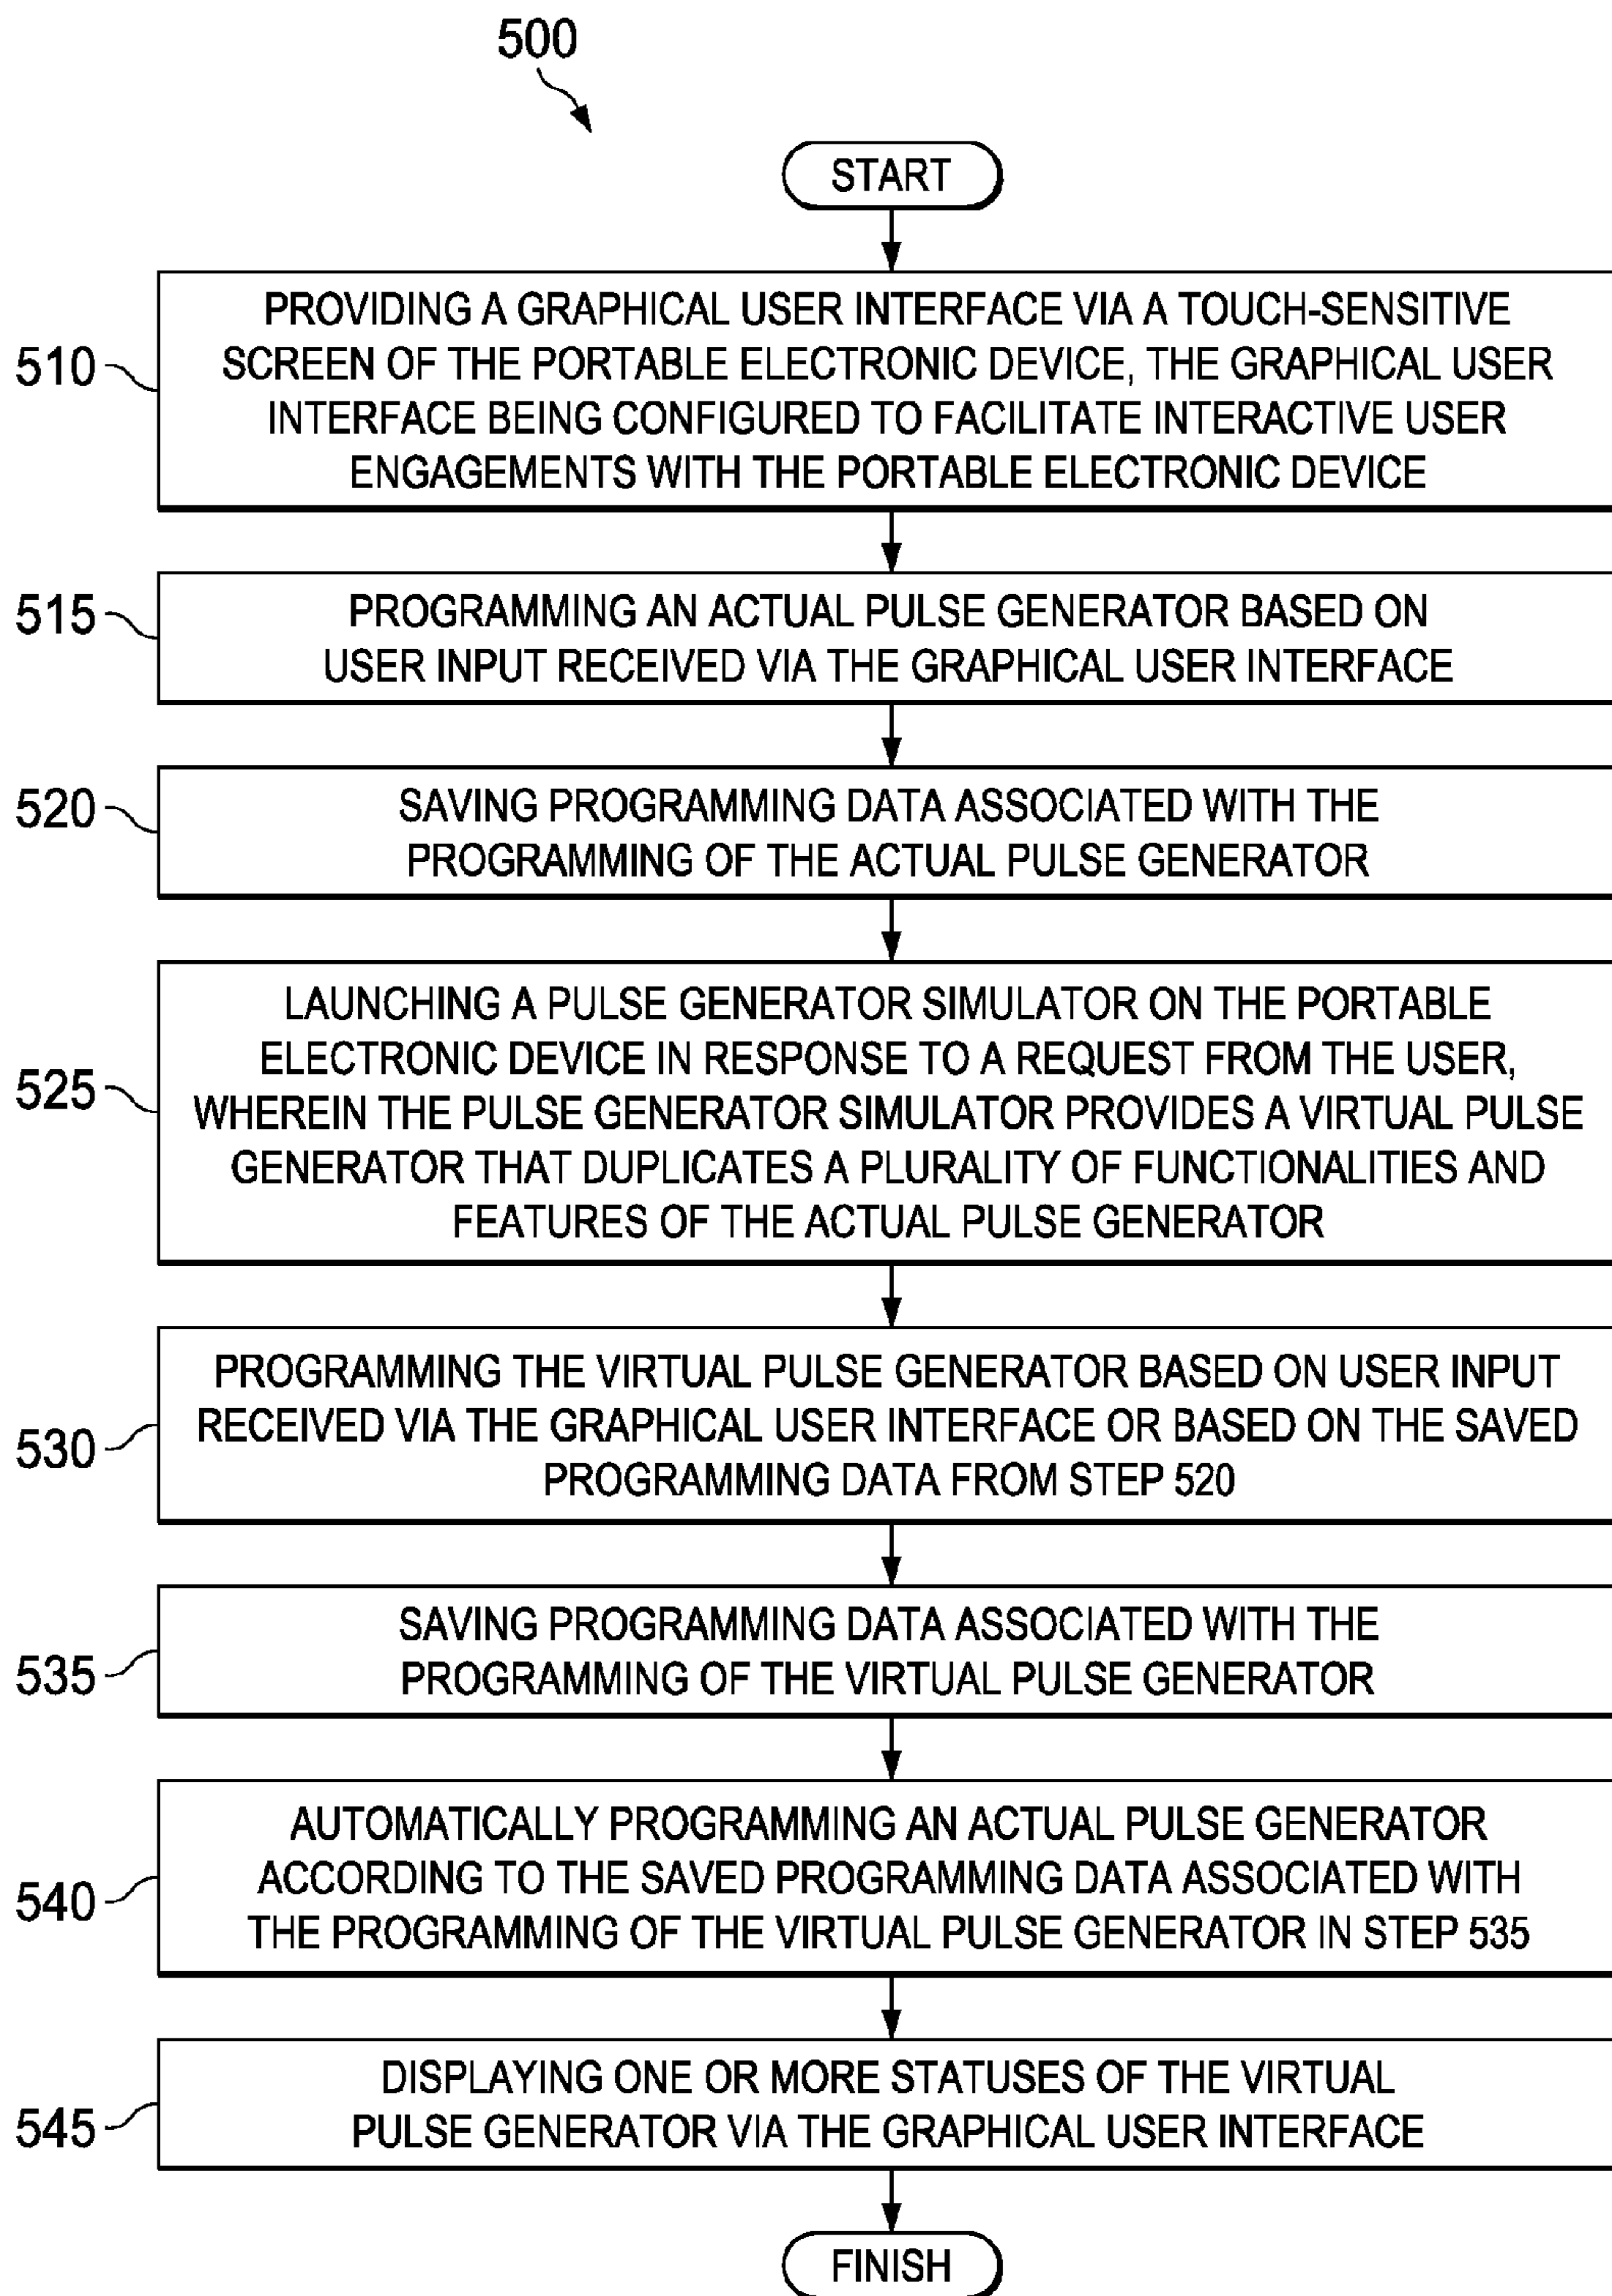 500
START
510
PROVIDING A GRAPHICAL USER INTERFACE VIA A TOUCH-SENSITIVE
SCREEN OF THE PORTABLE ELECTRONIC DEVICE, THE GRAPHICAL USER
INTERFACE BEING CONFIGURED TO FACILITATE INTERACTIVE USER
ENGAGEMENTS WITH THE PORTABLE ELECTRONIC DEVICE
515
PROGRAMMING AN ACTUAL PULSE GENERATOR BASED ON
USER INPUT RECEIVED VIA THE GRAPHICAL USER INTERFACE
520
SAVING PROGRAMMING DATA ASSOCIATED WITH THE
PROGRAMMING OF THE ACTUAL PULSE GENERATOR
525
LAUNCHING A PULSE GENERATOR SIMULATOR ON THE PORTABLE
ELECTRONIC DEVICE IN RESPONSE TO A REQUEST FROM THE USER,
WHEREIN THE PULSE GENERATOR SIMULATOR PROVIDES A VIRTUAL PULSE
GENERATOR THAT DUPLICATES A PLURALITY OF FUNCTIONALITIES AND
FEATURES OF THE ACTUAL PULSE GENERATOR
530
PROGRAMMING THE VIRTUAL PULSE GENERATOR BASED ON USER INPUT
RECEIVED VIA THE GRAPHICAL USER INTERFACE OR BASED ON THE SAVED
PROGRAMMING DATA FROM STEP 520
535
SAVING PROGRAMMING DATA ASSOCIATED WITH THE
PROGRAMMING OF THE VIRTUAL PULSE GENERATOR
540
AUTOMATICALLY PROGRAMMING AN ACTUAL PULSE GENERATOR
ACCORDING TO THE SAVED PROGRAMMING DATA ASSOCIATED WITH
THE PROGRAMMING OF THE VIRTUAL PULSE GENERATOR IN STEP 535
545
DISPLAYING ONE OR MORE STATUSES OF THE VIRTUAL
PULSE GENERATOR VIA THE GRAPHICAL USER INTERFACE
FINISH